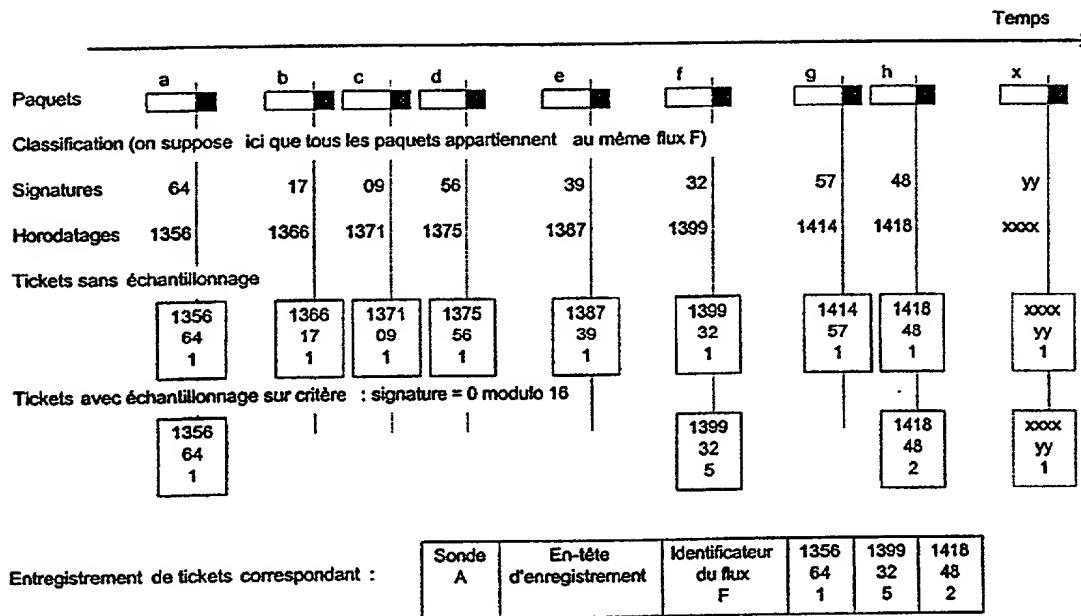 Temps
a b c d e f g h x
Paquets
Classification (on suppose ici que tous les paquets appartiennent au même flux F)
Signatures 64 17 09 56 39 32 57 48 yy
Horodatages 1356 1366 1371 1375 1387 1399 1414 1418 xxxx
Tickets sans échantillonnage
1356 1366 1371 1375 1387 1399 1414 1418 xxxx
64 17 09 56 39 32 57 48 yy
1 1 1 1 1 1 1 1 1
Tickets avec échantillonnage sur critère : signature = 0 modulo 16
1356 1399 1418 xxxx
64 32 48 yy
1 5 2 1
Sonde En-tête Identificateur 1356 1399 1418
Entregistrement de tickets correspondant : A d'enregistrement du flux 64 32 48
F 1 5 2